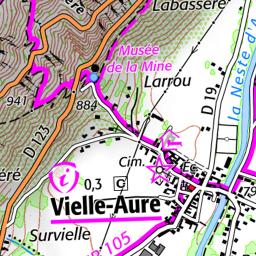 Labassère
Musée
de la Mine
Larrou
la Neste d'A
D 19
941
884
D 123
Cim.
0,3
C
Vielle-Aure
79
Survielle
105